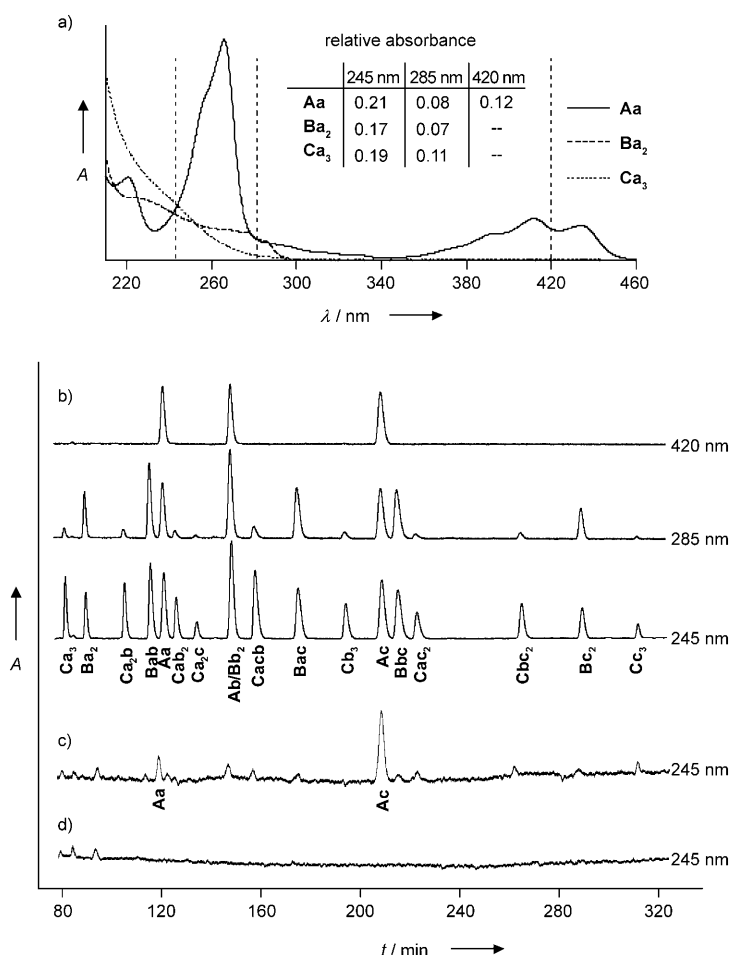 a)
relative absorbance
245 nm 285 nm 420 nm
Aa 0.21 0.08 0.12
Ba₂ 0.17 0.07 --
Ca₃ 0.19 0.11 --
Aa
Ba₂
Ca₃
A
220 260 300 340 380 420 460
λ / nm
b)
420 nm
285 nm
245 nm
A
Ca₃ Ba₂ Ca₂b Bab Aa Cab₂ Ca₂c Ab/Bb₂ Cacb Bac Cb₃ Ac Bbc Cac₂ Cbc₂ Bc₂ Cc₃
c)
245 nm
Aa Ac
d)
245 nm
80 120 160 200 240 280 320
t / min